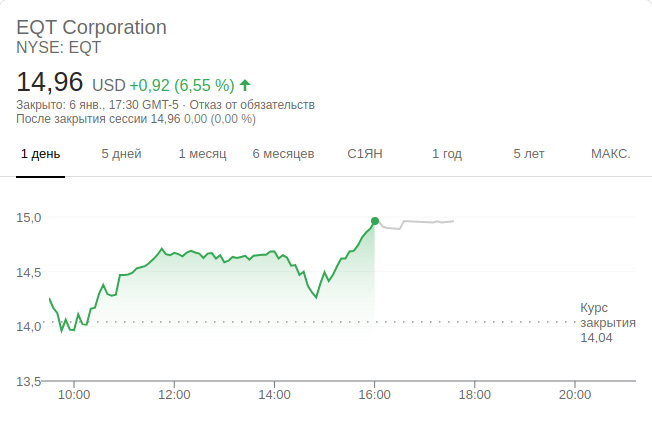 EQT Corporation
NYSE: EQT
14,96 USD +0,92 (6,55 %)
Закрыто: 6 янв., 17:30 GMT-5 · Отказ от обязательств
После закрытия сессии 14,96 0,00 (0,00 %)
1 день 5 дней 1 месяц 6 месяцев С1ЯН 1 год 5 лет МАКС.
15,0
14,5
14,0
13,5
Курс
закрытия
14,04
10:00 12:00 14:00 16:00 18:00 20:00